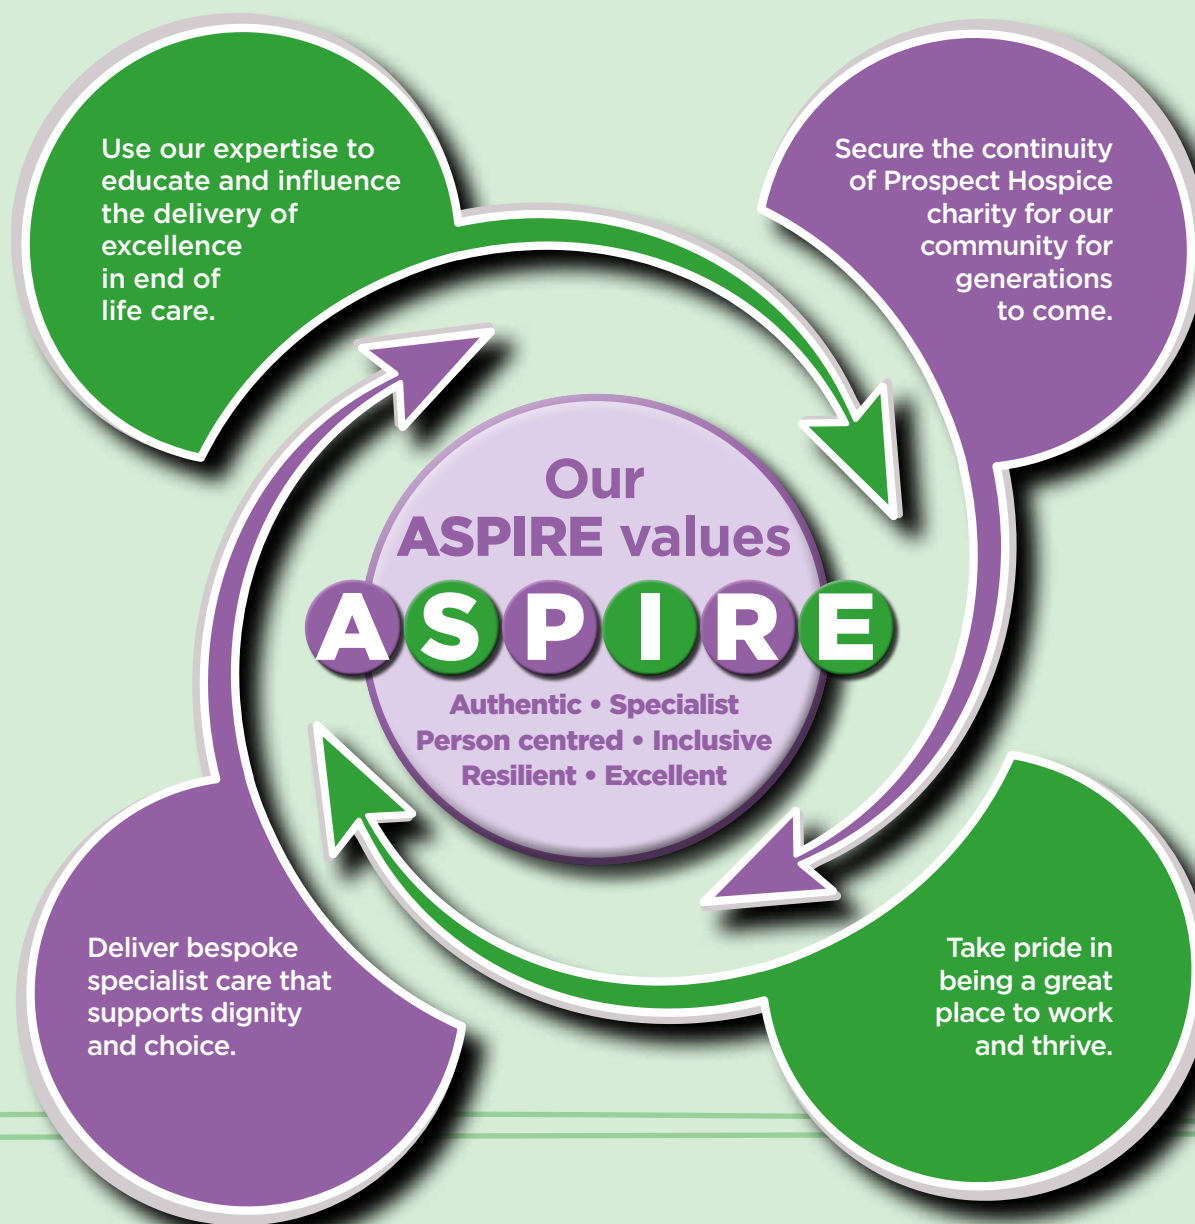 Use our expertise to
educate and influence
the delivery of
excellence
in end of
life care.
Secure the continuity
of Prospect Hospice
charity for our
community for
generations
to come.
Our
ASPIRE values
ASPIRE
Authentic • Specialist
Person centred • Inclusive
Resilient • Excellent
Deliver bespoke
specialist care that
supports dignity
and choice.
Take pride in
being a great
place to work
and thrive.